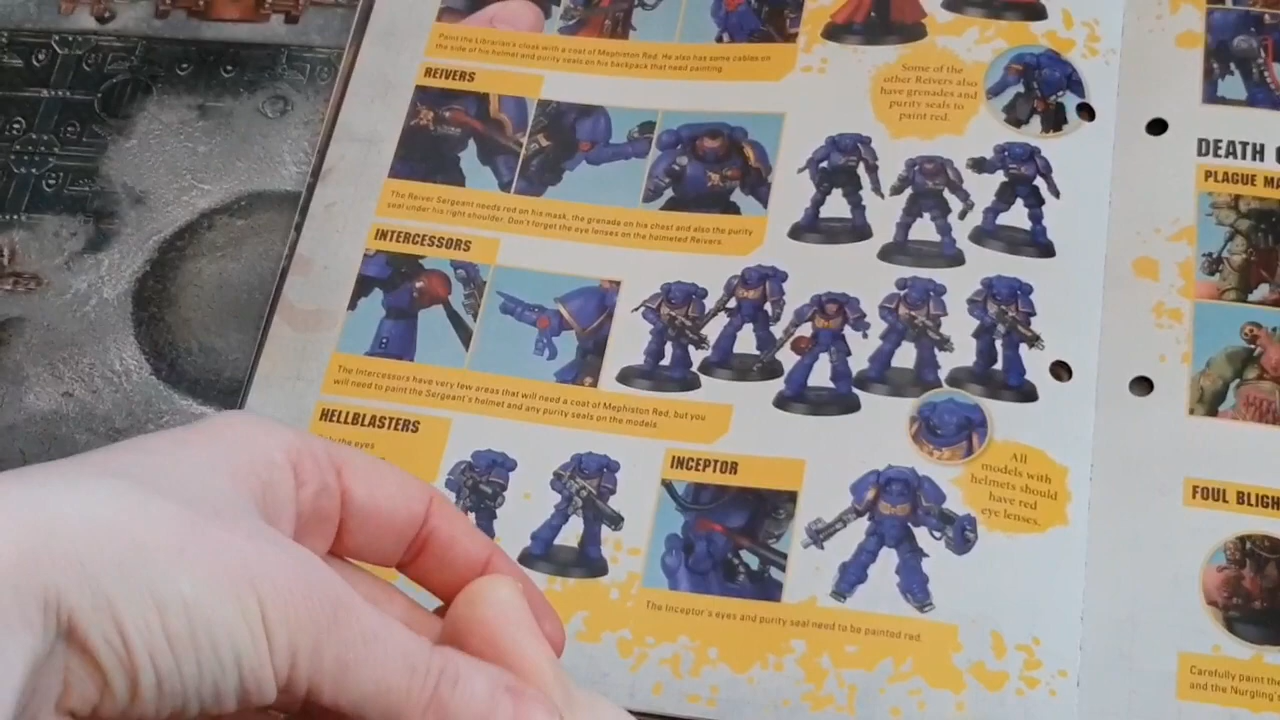 Paint the Librarian's cloak with a coat of Mephiston Red. He also has some cables on
the side of his helmet and purity seals on his backpack that need painting.
Some of the
other Reivers also
have grenades and
purity seals to
paint red.
REIVERS
The Reiver Sergeant needs red on his mask, the grenade on his chest and also the purity
seal under his right shoulder. Don't forget the eye lenses on the helmeted Reivers.
INTERCESSORS
The Intercessors have very few areas that will need a coat of Mephiston Red, but you
will need to paint the Sergeant's helmet and any purity seals on the models.
HELLBLASTERS
the eyes
INCEPTOR
All
models with
helmets should
have red
eye lenses.
The Inceptor's eyes and purity seal need to be painted red.
DEATH
PLAGUE
FOUL
Carefully paint the
and the Nurgling's